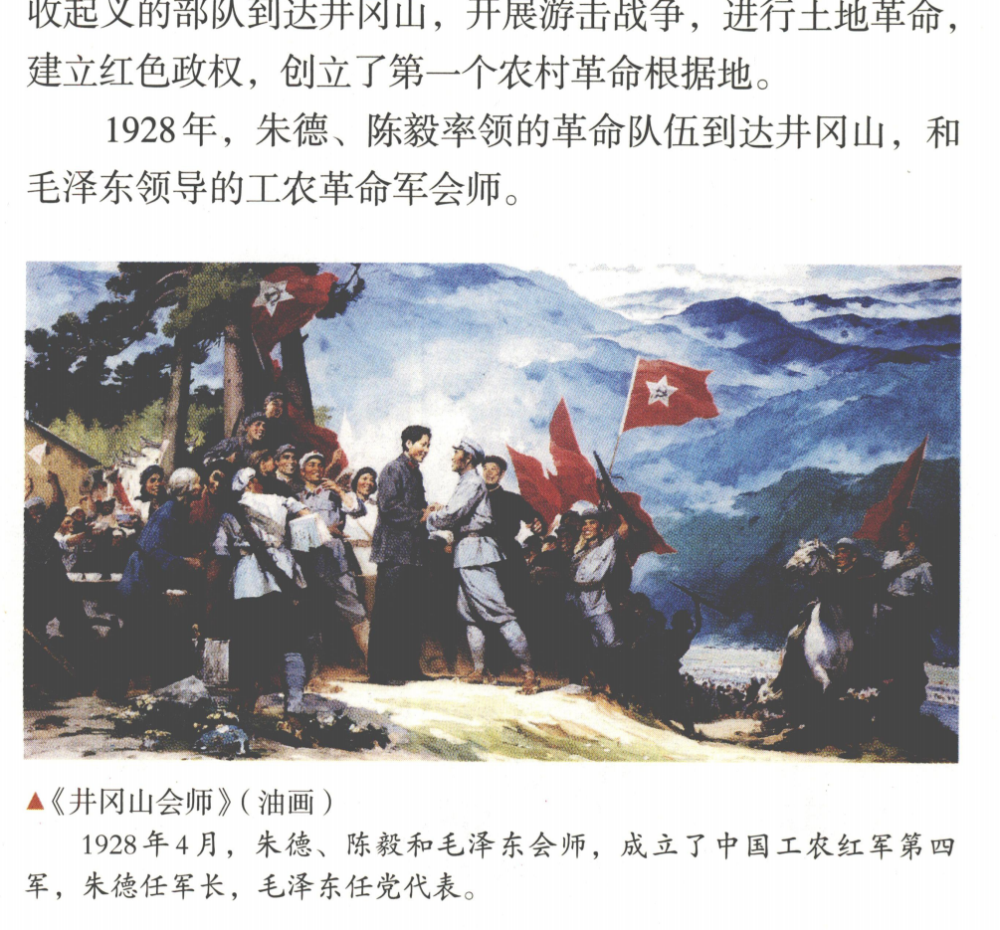 收起义的部队到达井冈山，开展游击战争，进行土地革命，
建立红色政权，创立了第一个农村革命根据地。
1928年，朱德、陈毅率领的革命队伍到达井冈山，和
毛泽东领导的工农革命军会师。
▲《井冈山会师》（油画）
1928年4月，朱德、陈毅和毛泽东会师，成立了中国工农红军第四
军，朱德任军长，毛泽东任党代表。